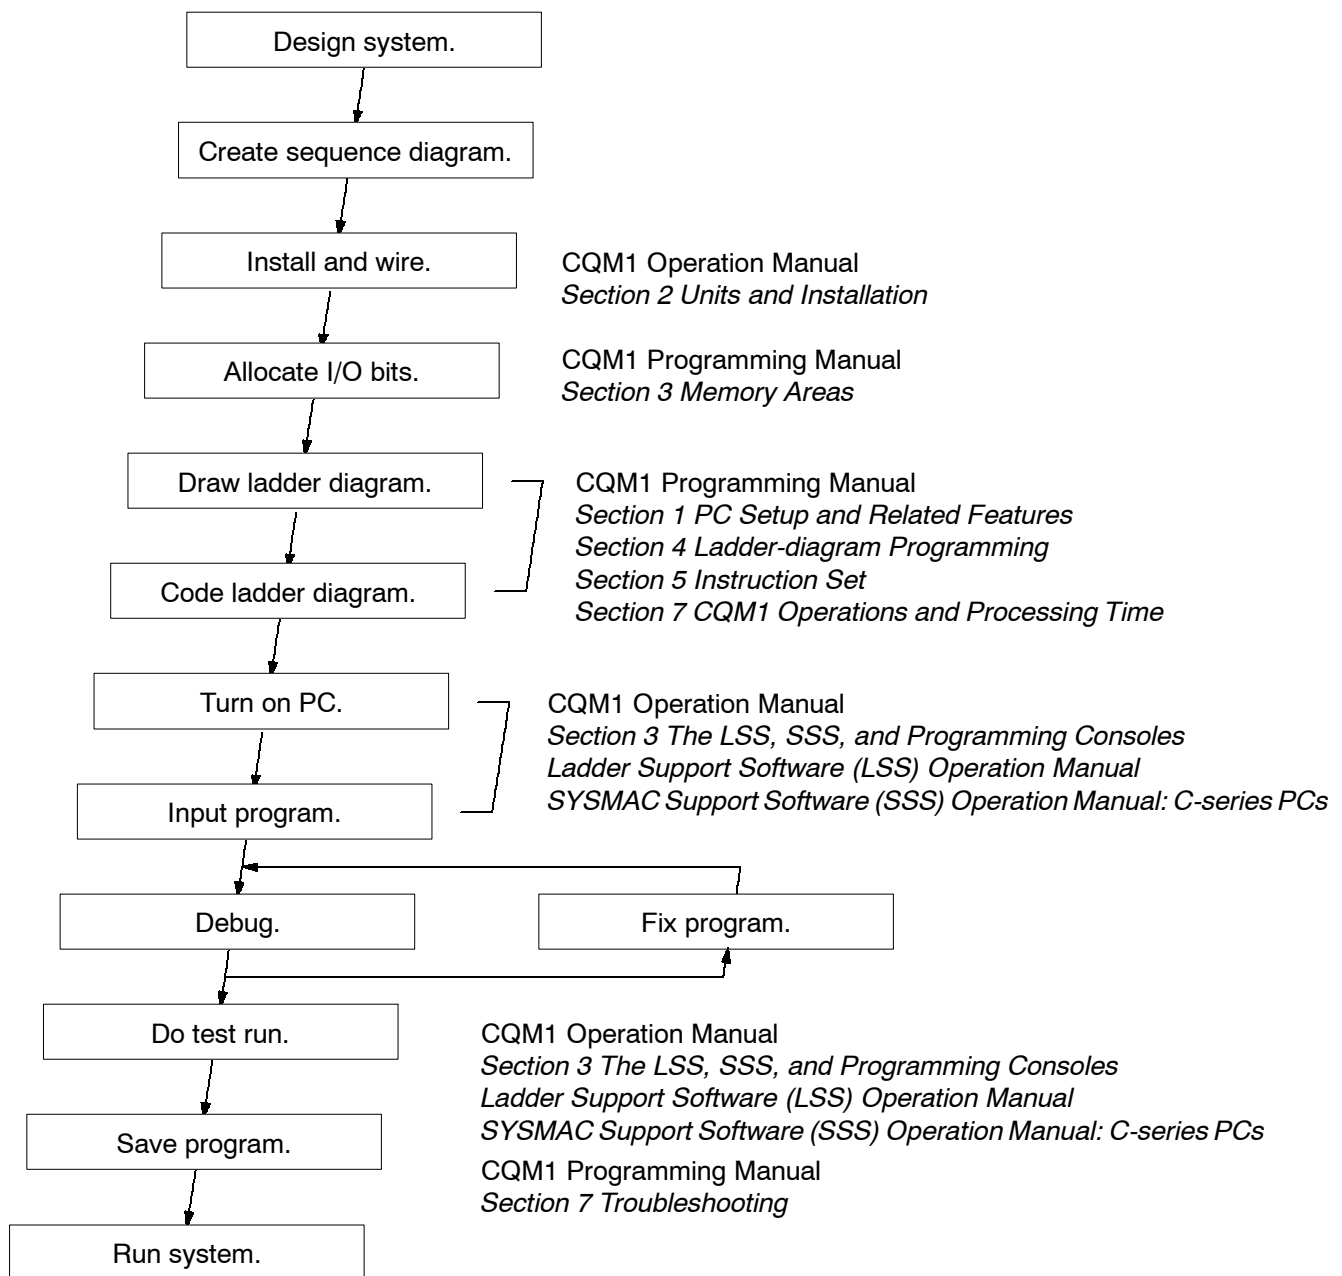 Design system.
Create sequence diagram.
Install and wire.
CQM1 Operation Manual
Section 2 Units and Installation
Allocate I/O bits.
CQM1 Programming Manual
Section 3 Memory Areas
Draw ladder diagram.
CQM1 Programming Manual
Section 1 PC Setup and Related Features
Section 4 Ladder-diagram Programming
Section 5 Instruction Set
Section 7 CQM1 Operations and Processing Time
Code ladder diagram.
Turn on PC.
CQM1 Operation Manual
Section 3 The LSS, SSS, and Programming Consoles
Ladder Support Software (LSS) Operation Manual
SYSMAC Support Software (SSS) Operation Manual: C-series PCs
Input program.
Debug.
Fix program.
Do test run.
CQM1 Operation Manual
Section 3 The LSS, SSS, and Programming Consoles
Ladder Support Software (LSS) Operation Manual
SYSMAC Support Software (SSS) Operation Manual: C-series PCs
CQM1 Programming Manual
Section 7 Troubleshooting
Save program.
Run system.